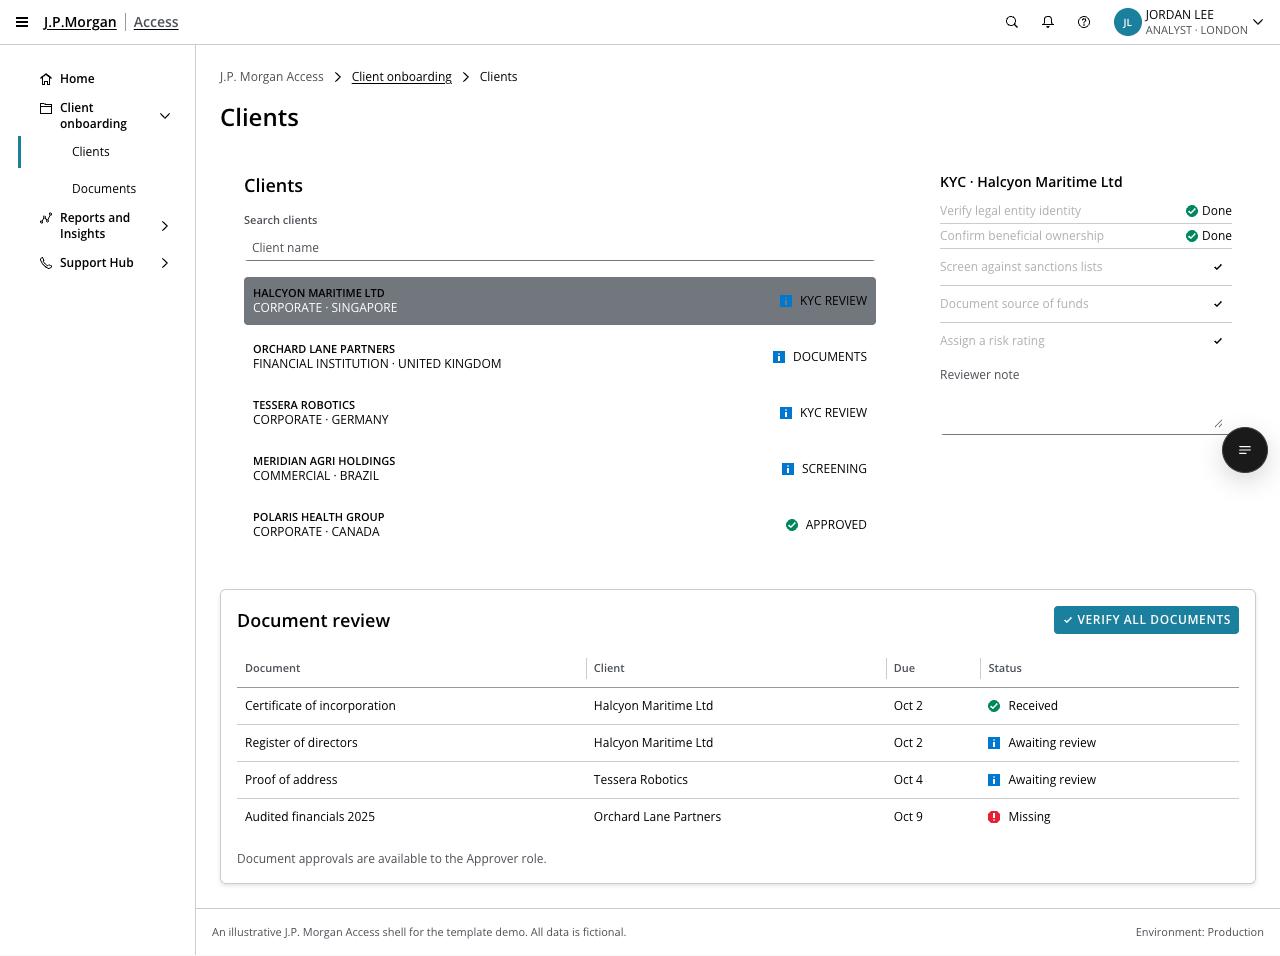 J.P.Morgan Access
JL
JORDAN LEE
ANALYST · LONDON
Home
Client
onboarding
Clients
Documents
Reports and
Insights
Support Hub
J.P. Morgan Access > Client onboarding > Clients
Clients
Clients
Search clients
Client name
HALCYON MARITIME LTD
CORPORATE · SINGAPORE
KYC REVIEW
ORCHARD LANE PARTNERS
FINANCIAL INSTITUTION · UNITED KINGDOM
DOCUMENTS
TESSERA ROBOTICS
CORPORATE · GERMANY
KYC REVIEW
MERIDIAN AGRI HOLDINGS
COMMERCIAL · BRAZIL
SCREENING
POLARIS HEALTH GROUP
CORPORATE · CANADA
APPROVED
KYC · Halcyon Maritime Ltd
Verify legal entity identity Done
Confirm beneficial ownership Done
Screen against sanctions lists
Document source of funds
Assign a risk rating
Reviewer note
Document review
VERIFY ALL DOCUMENTS
Document Client Due Status
Certificate of incorporation Halcyon Maritime Ltd Oct 2 Received
Register of directors Halcyon Maritime Ltd Oct 2 Awaiting review
Proof of address Tessera Robotics Oct 4 Awaiting review
Audited financials 2025 Orchard Lane Partners Oct 9 Missing
Document approvals are available to the Approver role.
An illustrative J.P. Morgan Access shell for the template demo. All data is fictional.
Environment: Production